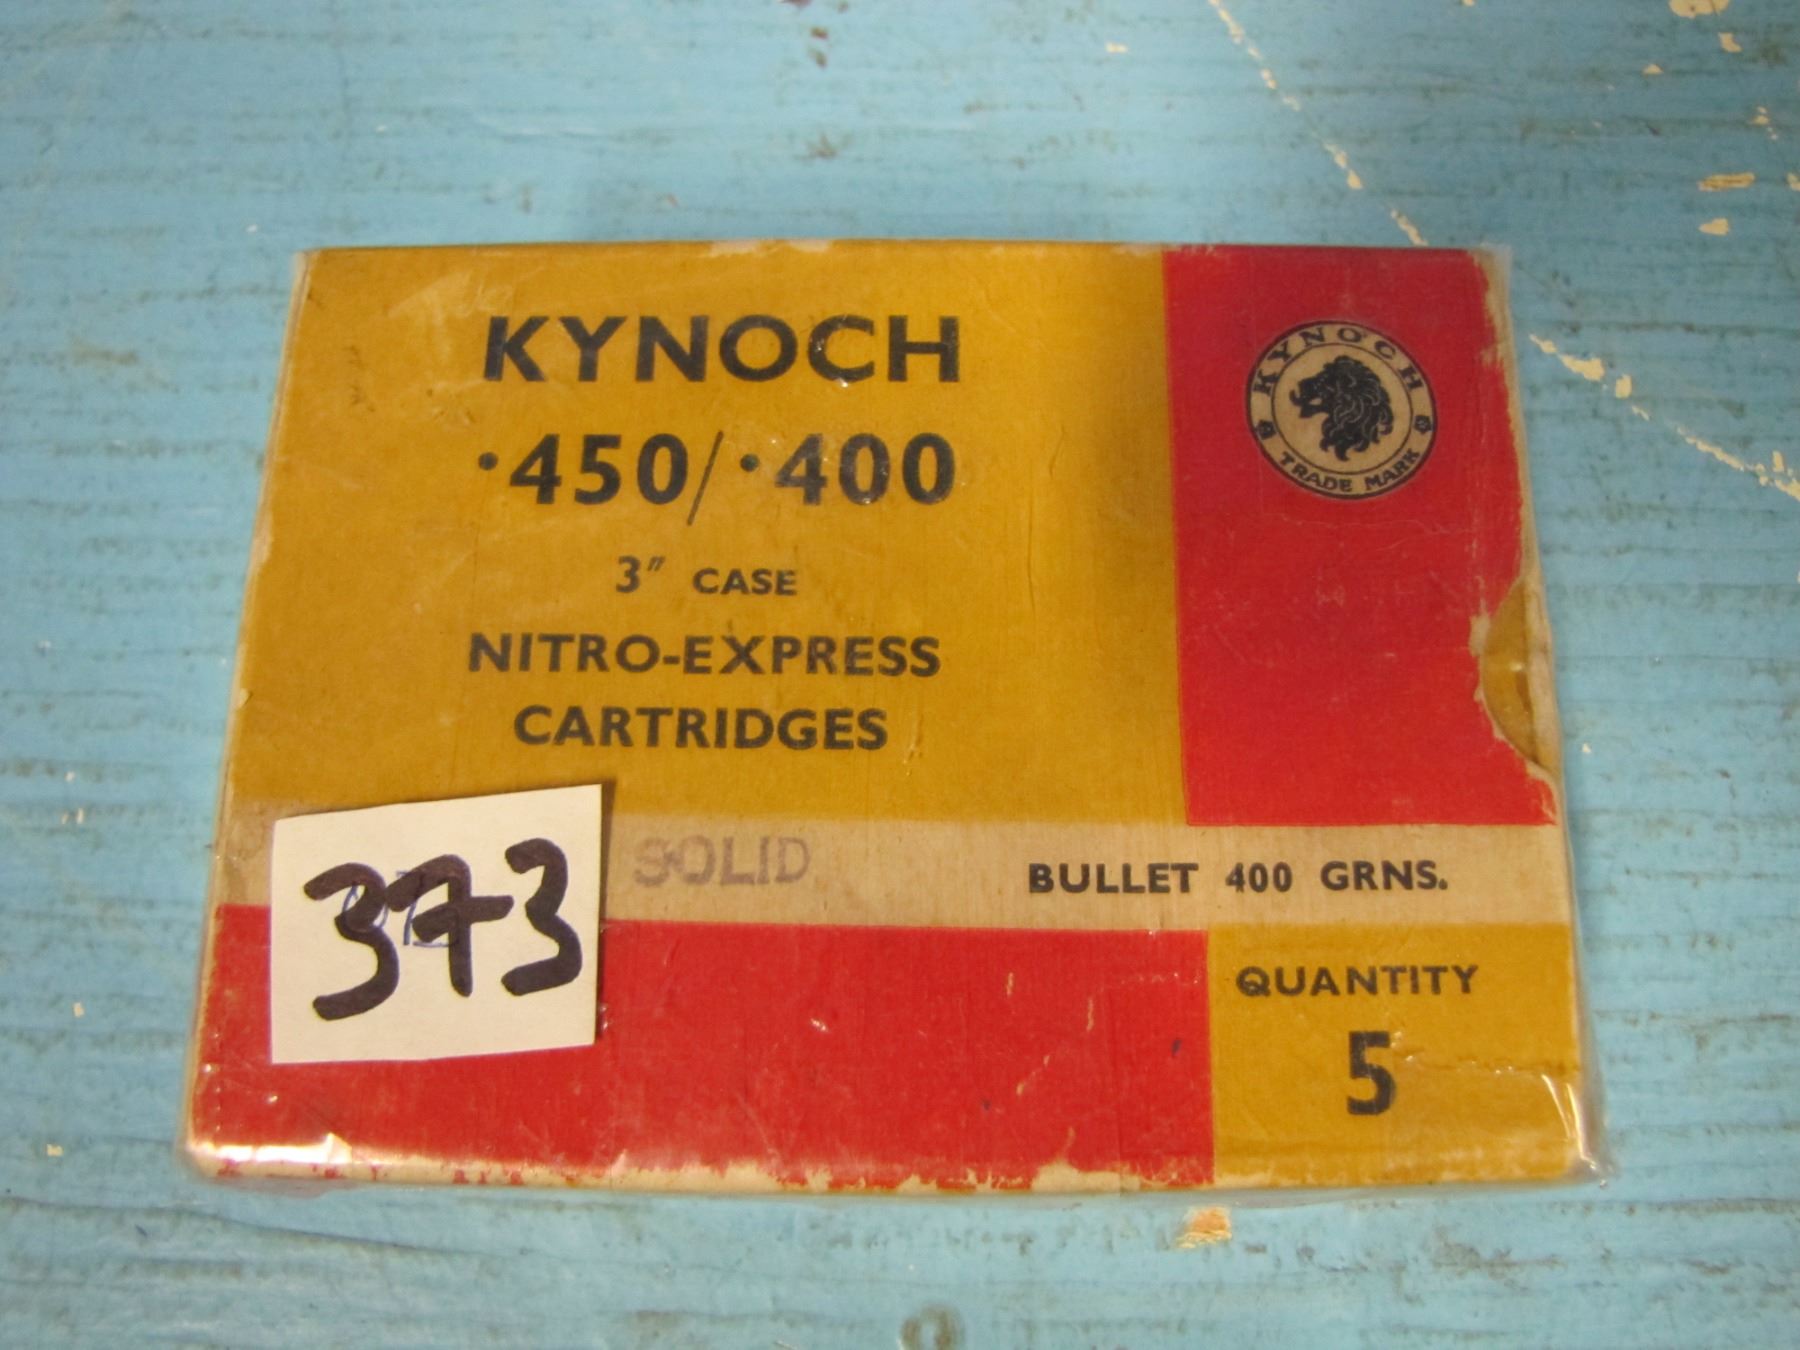 KYNOCH
·450/·400
3" CASE
NITRO-EXPRESS
CARTRIDGES
KYNOCH
TRADE MARK
SOLID
BULLET 400 GRNS.
373
QUANTITY
5